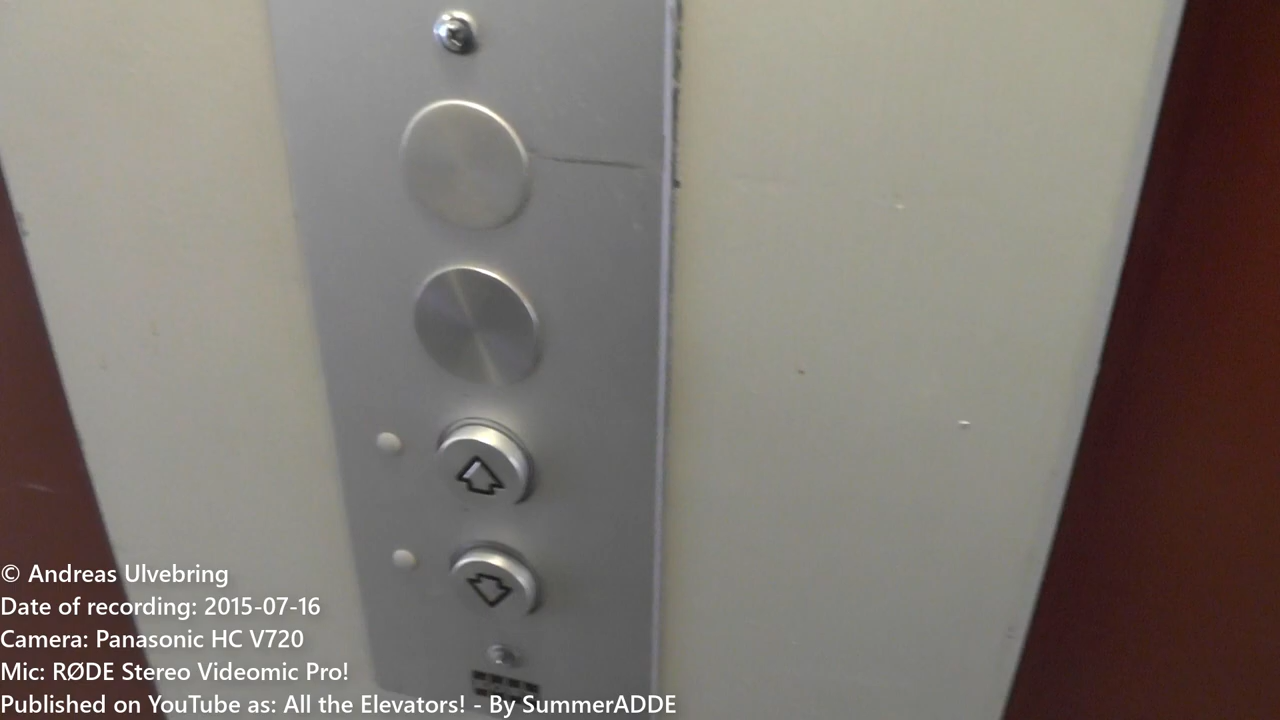 © Andreas Ulvebring
Date of recording: 2015-07-16
Camera: Panasonic HC V720
Mic: RØDE Stereo Videomic Pro!
Published on YouTube as: All the Elevators! - By SummerADDE